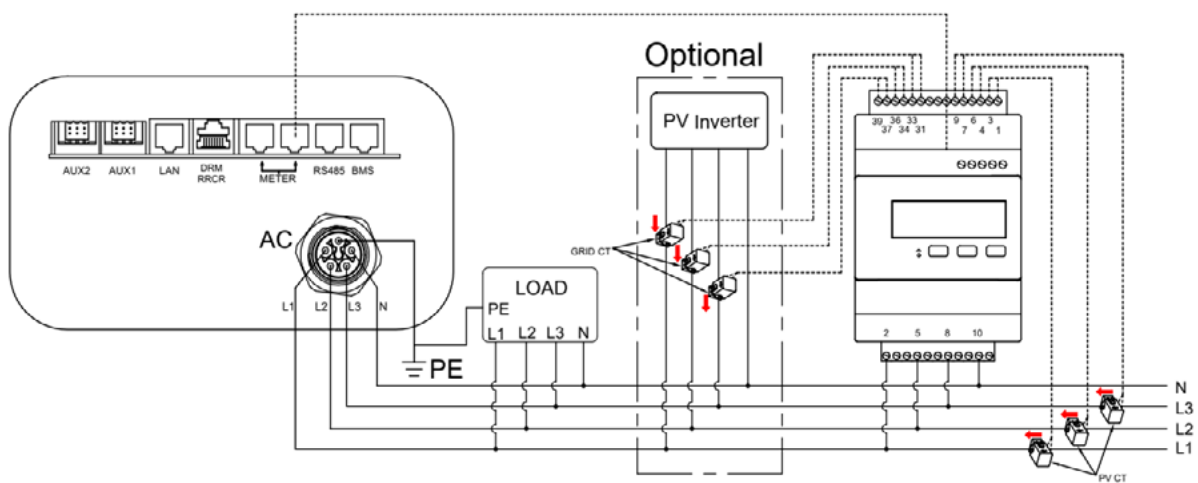 Optional
PV Inverter
39 36 33 9 6 3
37 34 31 7 4 1
AUX2 AUX1 LAN DRM RRCR METER RS485 BMS
AC
GRID CT
L1 L2 L3 N
LOAD
PE
L1 L2 L3 N
PE
2 5 8 10
N
L3
L2
L1
PV CT